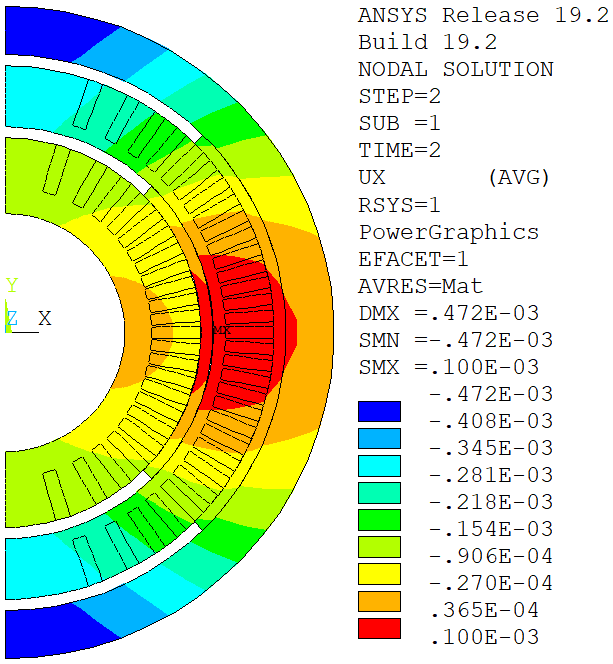 ANSYS Release 19.2
Build 19.2
NODAL SOLUTION
STEP=2
SUB =1
TIME=2
UX (AVG)
RSYS=1
PowerGraphics
EFACET=1
AVRES=Mat
DMX =.472E-03
SMN =-.472E-03
SMX =.100E-03
-.472E-03
-.408E-03
-.345E-03
-.281E-03
-.218E-03
-.154E-03
-.906E-04
-.270E-04
.365E-04
.100E-03
Y
Z X
MX